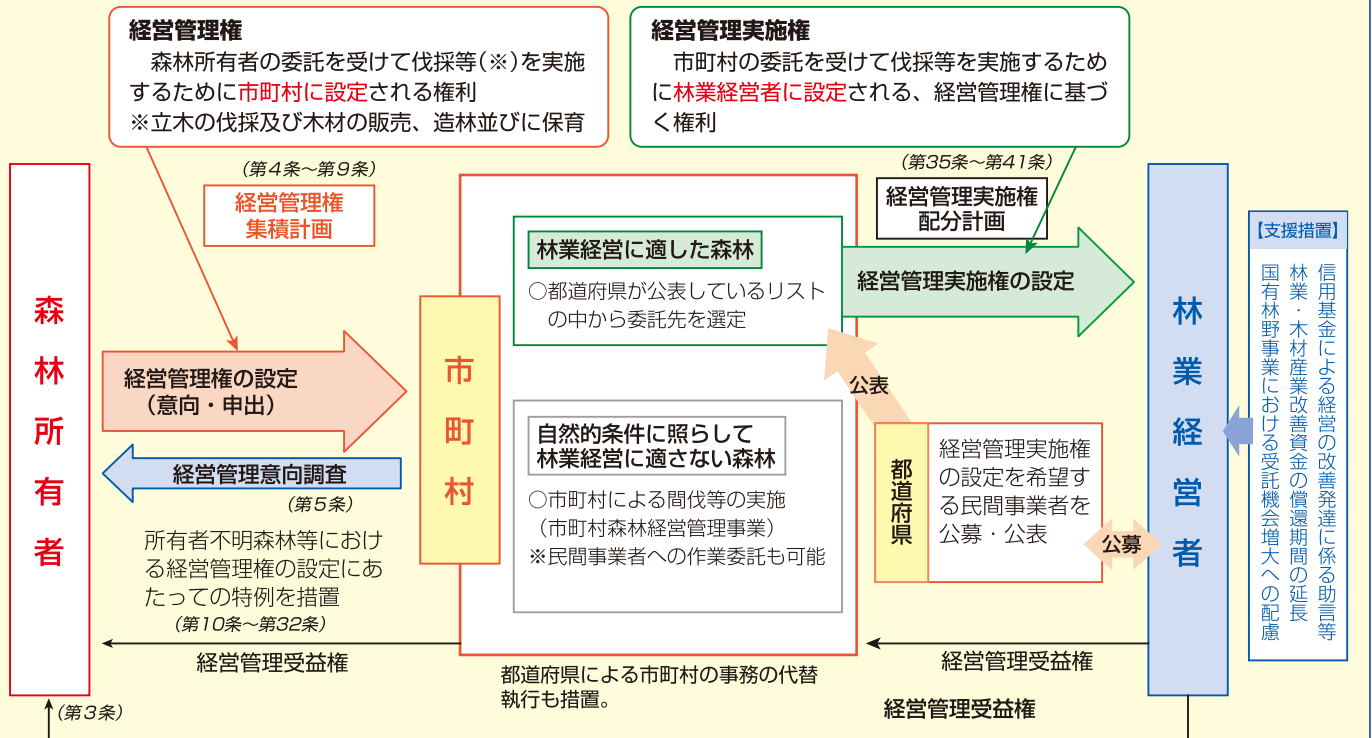 経営管理権
森林所有者の委託を受けて伐採等(※)を実施
するために市町村に設定される権利
※立木の伐採及び木材の販売、造林並びに保育
経営管理実施権
市町村の委託を受けて伐採等を実施するため
に林業経営者に設定される、経営管理権に基づ
く権利
(第4条〜第9条)
経営管理権
集積計画
(第35条〜第41条)
経営管理実施権
配分計画
森林所有者
経営管理権の設定
(意向・申出)
経営管理意向調査
(第5条)
所有者不明森林等におけ
る経営管理権の設定にあ
たっての特例を措置
(第10条〜第32条)
経営管理受益権
(第3条)
市町村
林業経営に適した森林
○都道府県が公表しているリスト
の中から委託先を選定
自然的条件に照らして
林業経営に適さない森林
○市町村による間伐等の実施
(市町村森林経営管理事業)
※民間事業者への作業委託も可能
都道府県による市町村の事務の代替
執行も措置。
経営管理実施権の設定
公表
都道府県
経営管理実施権
の設定を希望す
る民間事業者を
公募・公表
公募
経営管理受益権
経営管理受益権
林業経営者
【支援措置】
信用基金による経営の改善発達に係る助言等
林業・木材産業改善資金の償還期間の延長
国有林野事業における受託機会増大への配慮